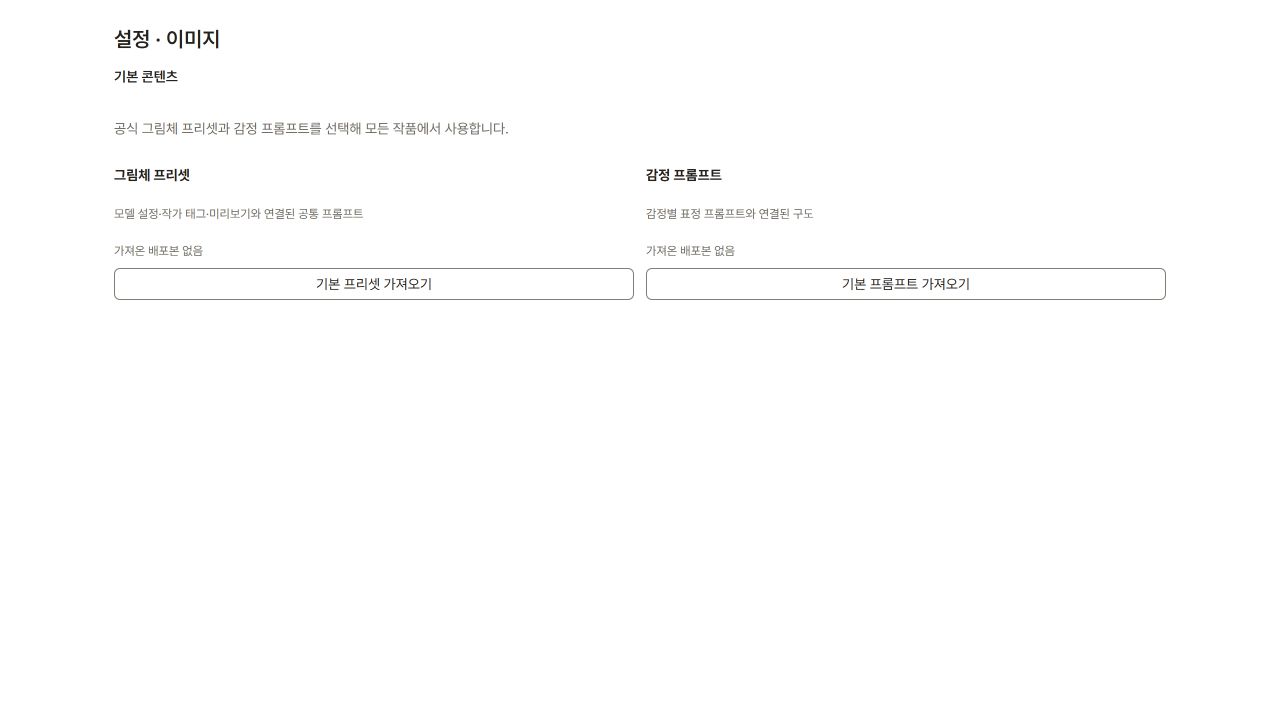 설정 · 이미지
기본 콘텐츠
공식 그림체 프리셋과 감정 프롬프트를 선택해 모든 작품에서 사용합니다.
그림체 프리셋
모델 설정·작가 태그·미리보기와 연결된 공통 프롬프트
가져온 배포본 없음
기본 프리셋 가져오기
감정 프롬프트
감정별 표정 프롬프트와 연결된 구도
가져온 배포본 없음
기본 프롬프트 가져오기